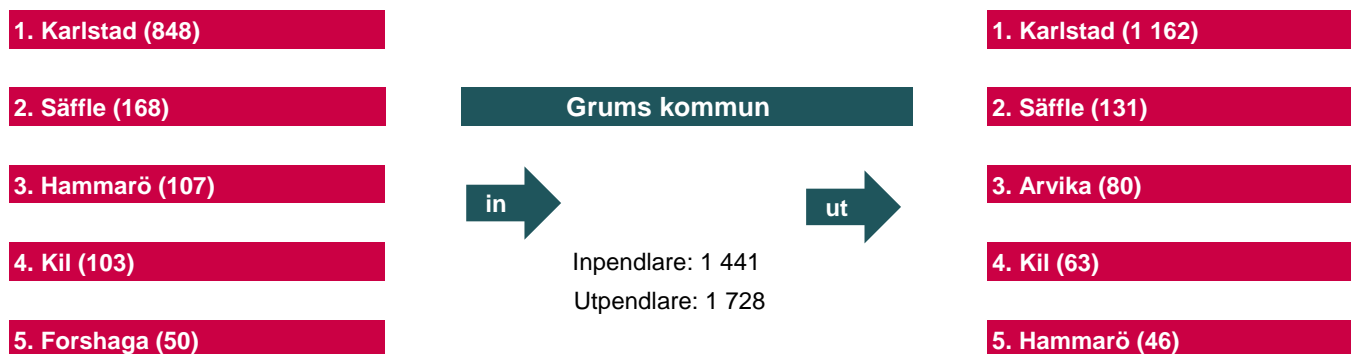 1. Karlstad (848)
2. Säffle (168)
3. Hammarö (107)
4. Kil (103)
5. Forshaga (50)
Grums kommun
in
ut
Inpendlare: 1 441
Utpendlare: 1 728
1. Karlstad (1 162)
2. Säffle (131)
3. Arvika (80)
4. Kil (63)
5. Hammarö (46)